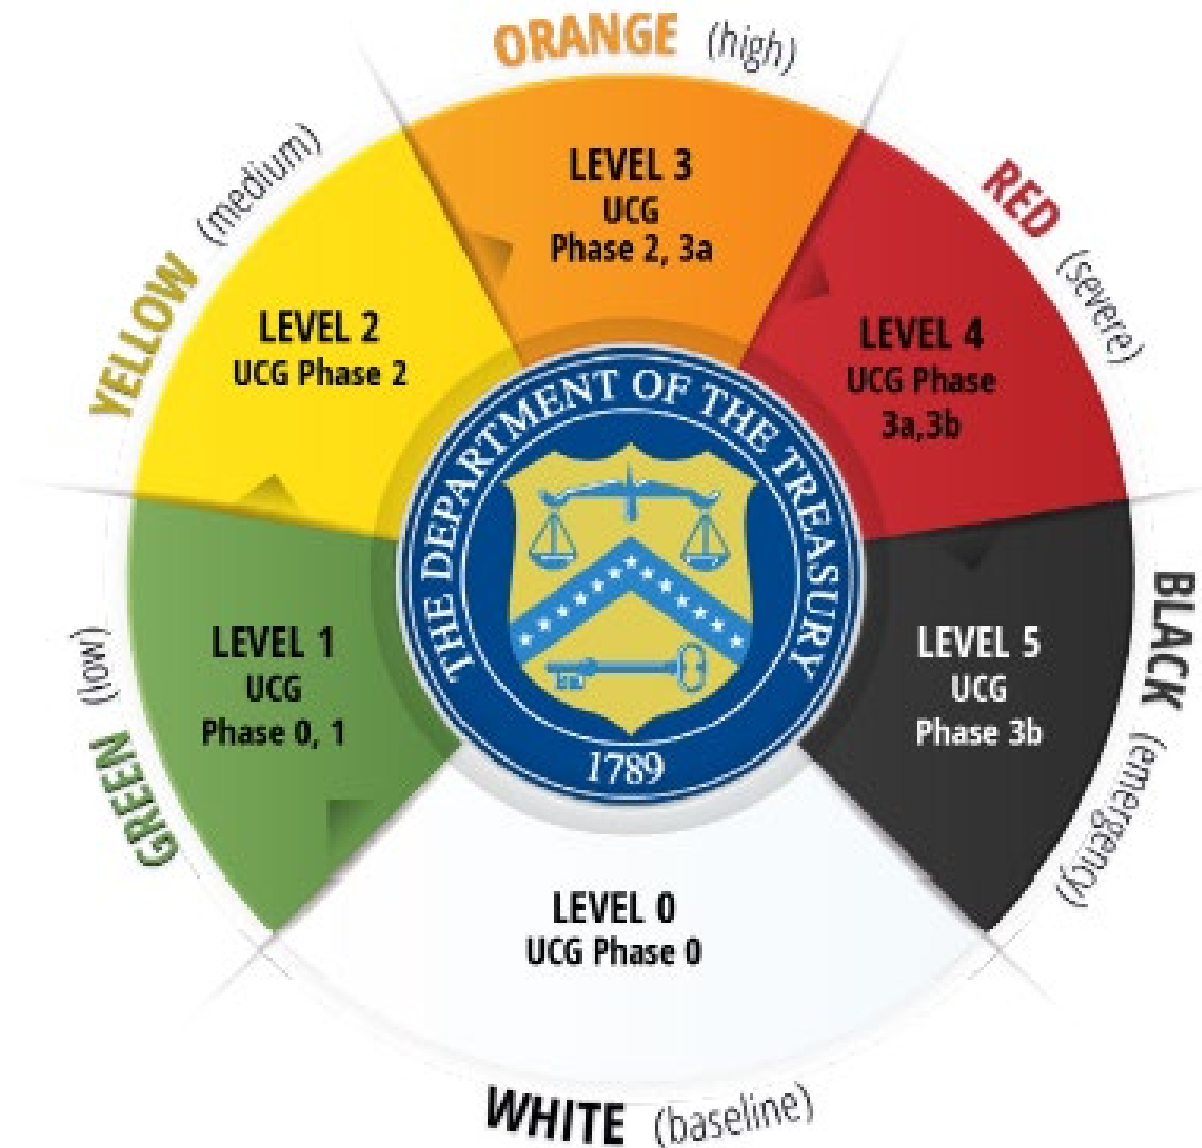 ORANGE (high)
LEVEL 3
UCG
Phase 2, 3a
YELLOW (medium)
LEVEL 2
UCG Phase 2
RED (severe)
LEVEL 4
UCG Phase
3a,3b
THE DEPARTMENT OF THE TREASURY
1789
GREEN (low)
LEVEL 1
UCG
Phase 0, 1
BLACK (emergency)
LEVEL 5
UCG
Phase 3b
LEVEL 0
UCG Phase 0
WHITE (baseline)